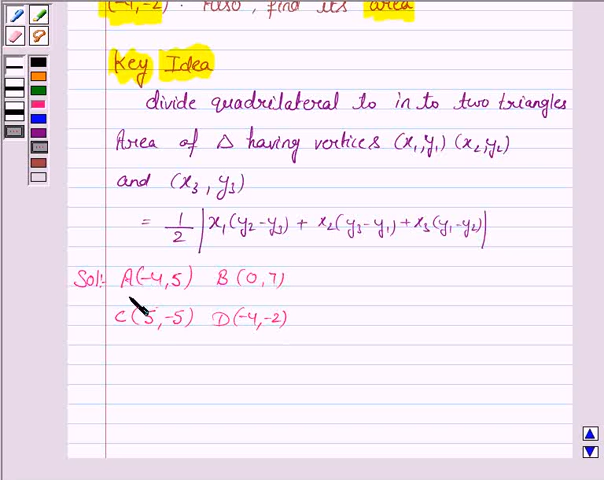 (-4,-2). Also, find its area
Key Idea
divide quadrilateral to in to two triangles
Area of Δ having vertices (x₁,y₁) (x₂,y₂)
and (x₃,y₃)
= 1/2 |x₁(y₂-y₃) + x₂(y₃-y₁)+x₃(y₁-y₂)|
Sol:- A(-4,5) B(0,7)
C(5,-5) D(-4,-2)